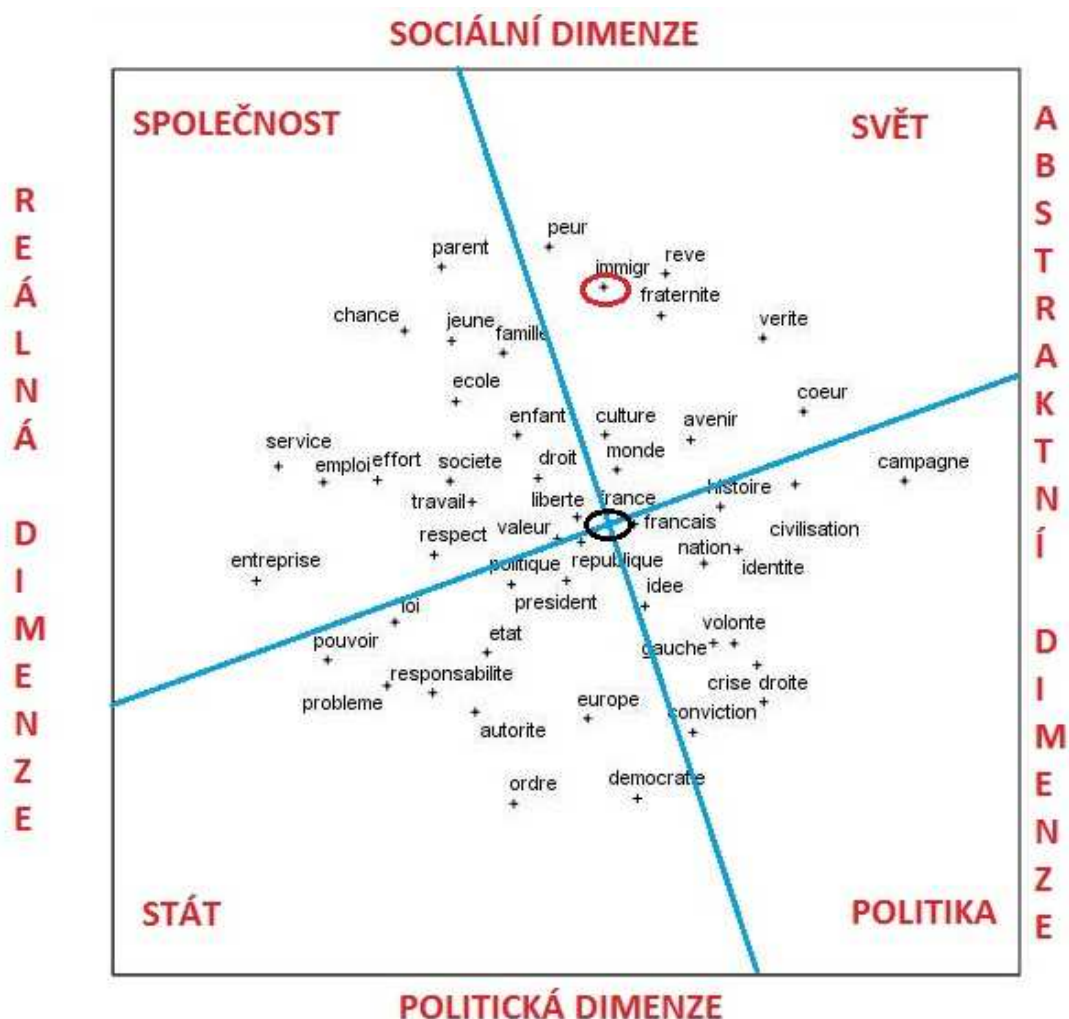 SOCIÁLNÍ DIMENZE
SPOLEČNOST
SVĚT
REÁLNÁ DIMENZE
ABSTRAKTNÍ DIMENZE
peur
parent
reve
immigr
fraternite
chance
jeune
famille
verite
ecole
coeur
enfant
culture
avenir
service
emploi
effort
societe
droit
monde
campagne
travail
liberte
france
histoire
respect
valeur
francais
civilisation
entreprise
politique
republique
nation
identite
president
idee
loi
pouvoir
etat
gauche
volonte
probleme
responsabilite
crise
droite
europe
conviction
autorite
ordre
democratie
STÁT
POLITIKA
POLITICKÁ DIMENZE